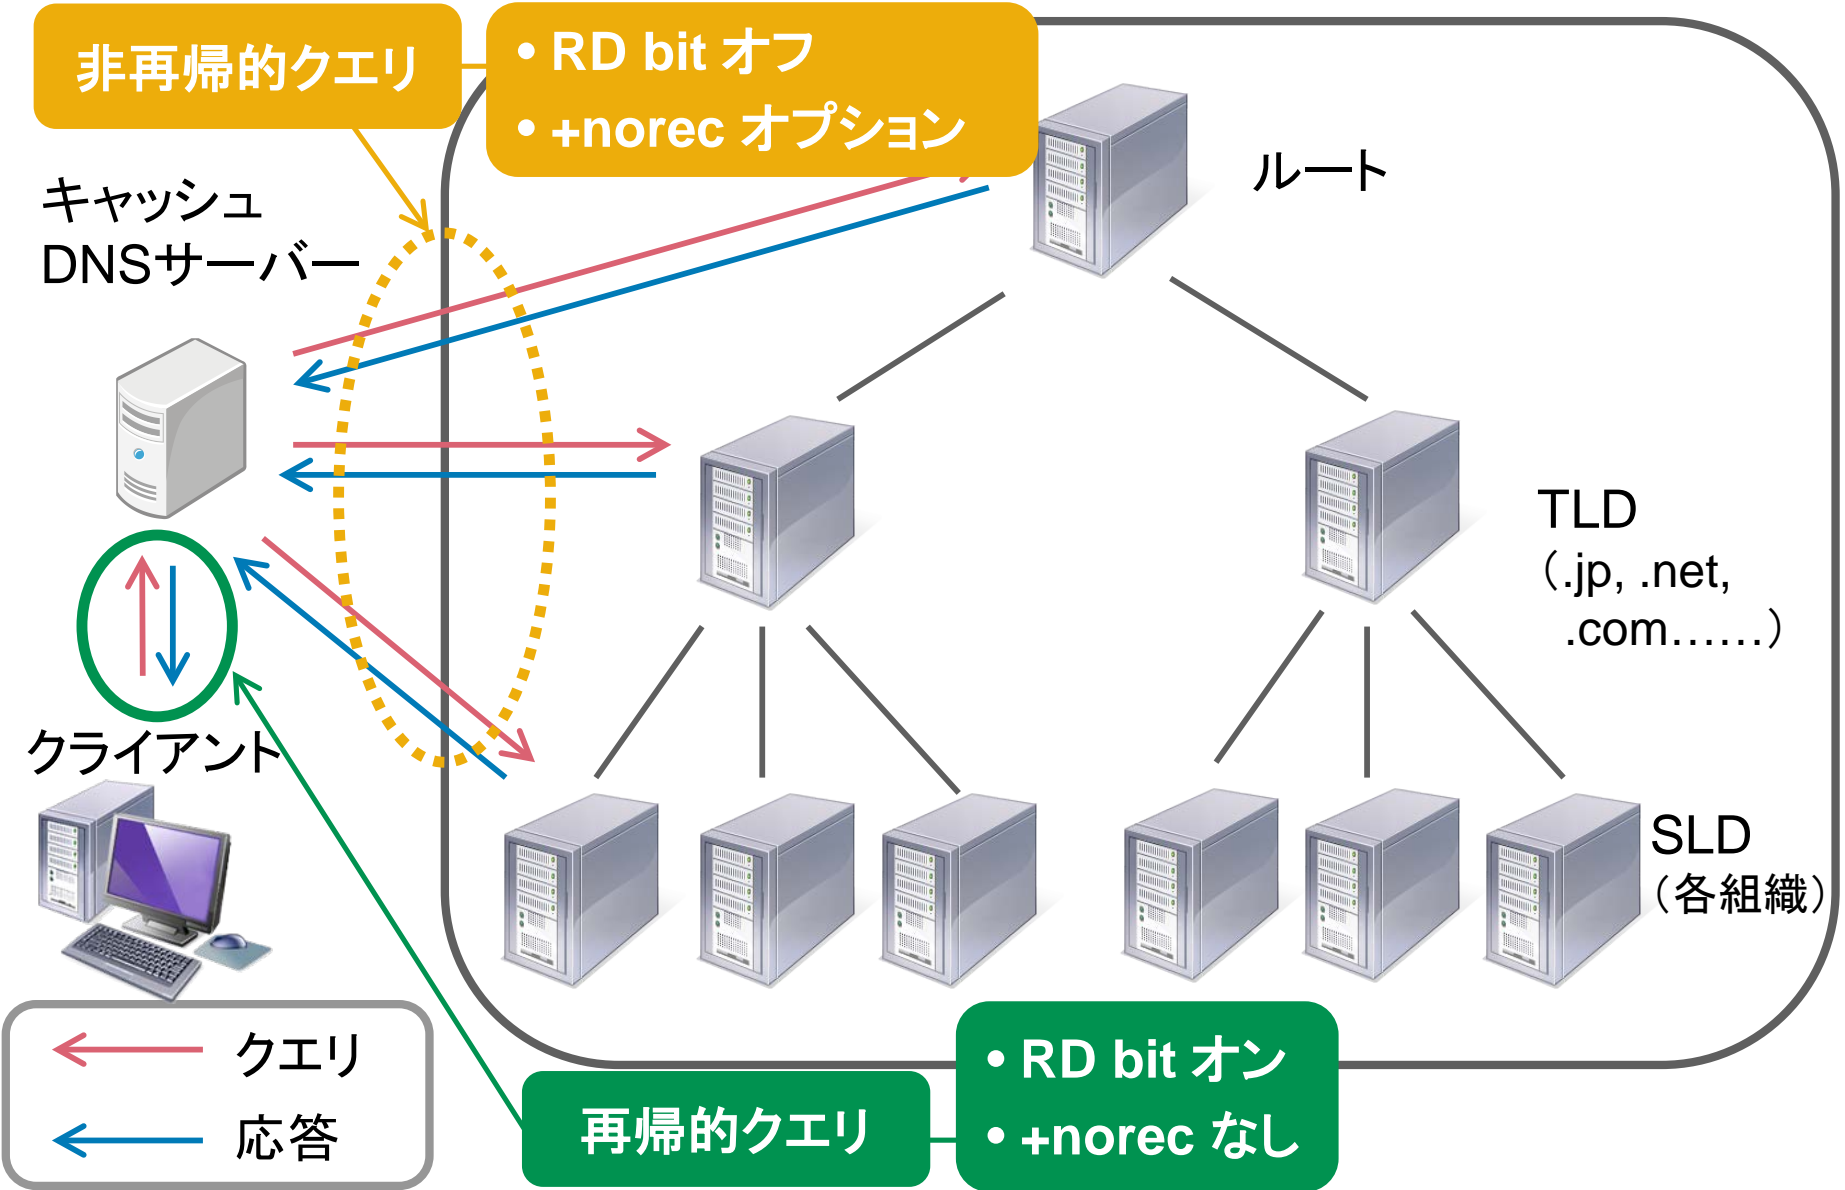 非再帰的クエリ
• RD bit オフ
• +norec オプション
キャッシュ
DNSサーバー
ルート
TLD
（.jp, .net,
.com……）
クライアント
SLD
（各組織）
クエリ
応答
再帰的クエリ
• RD bit オン
• +norec なし